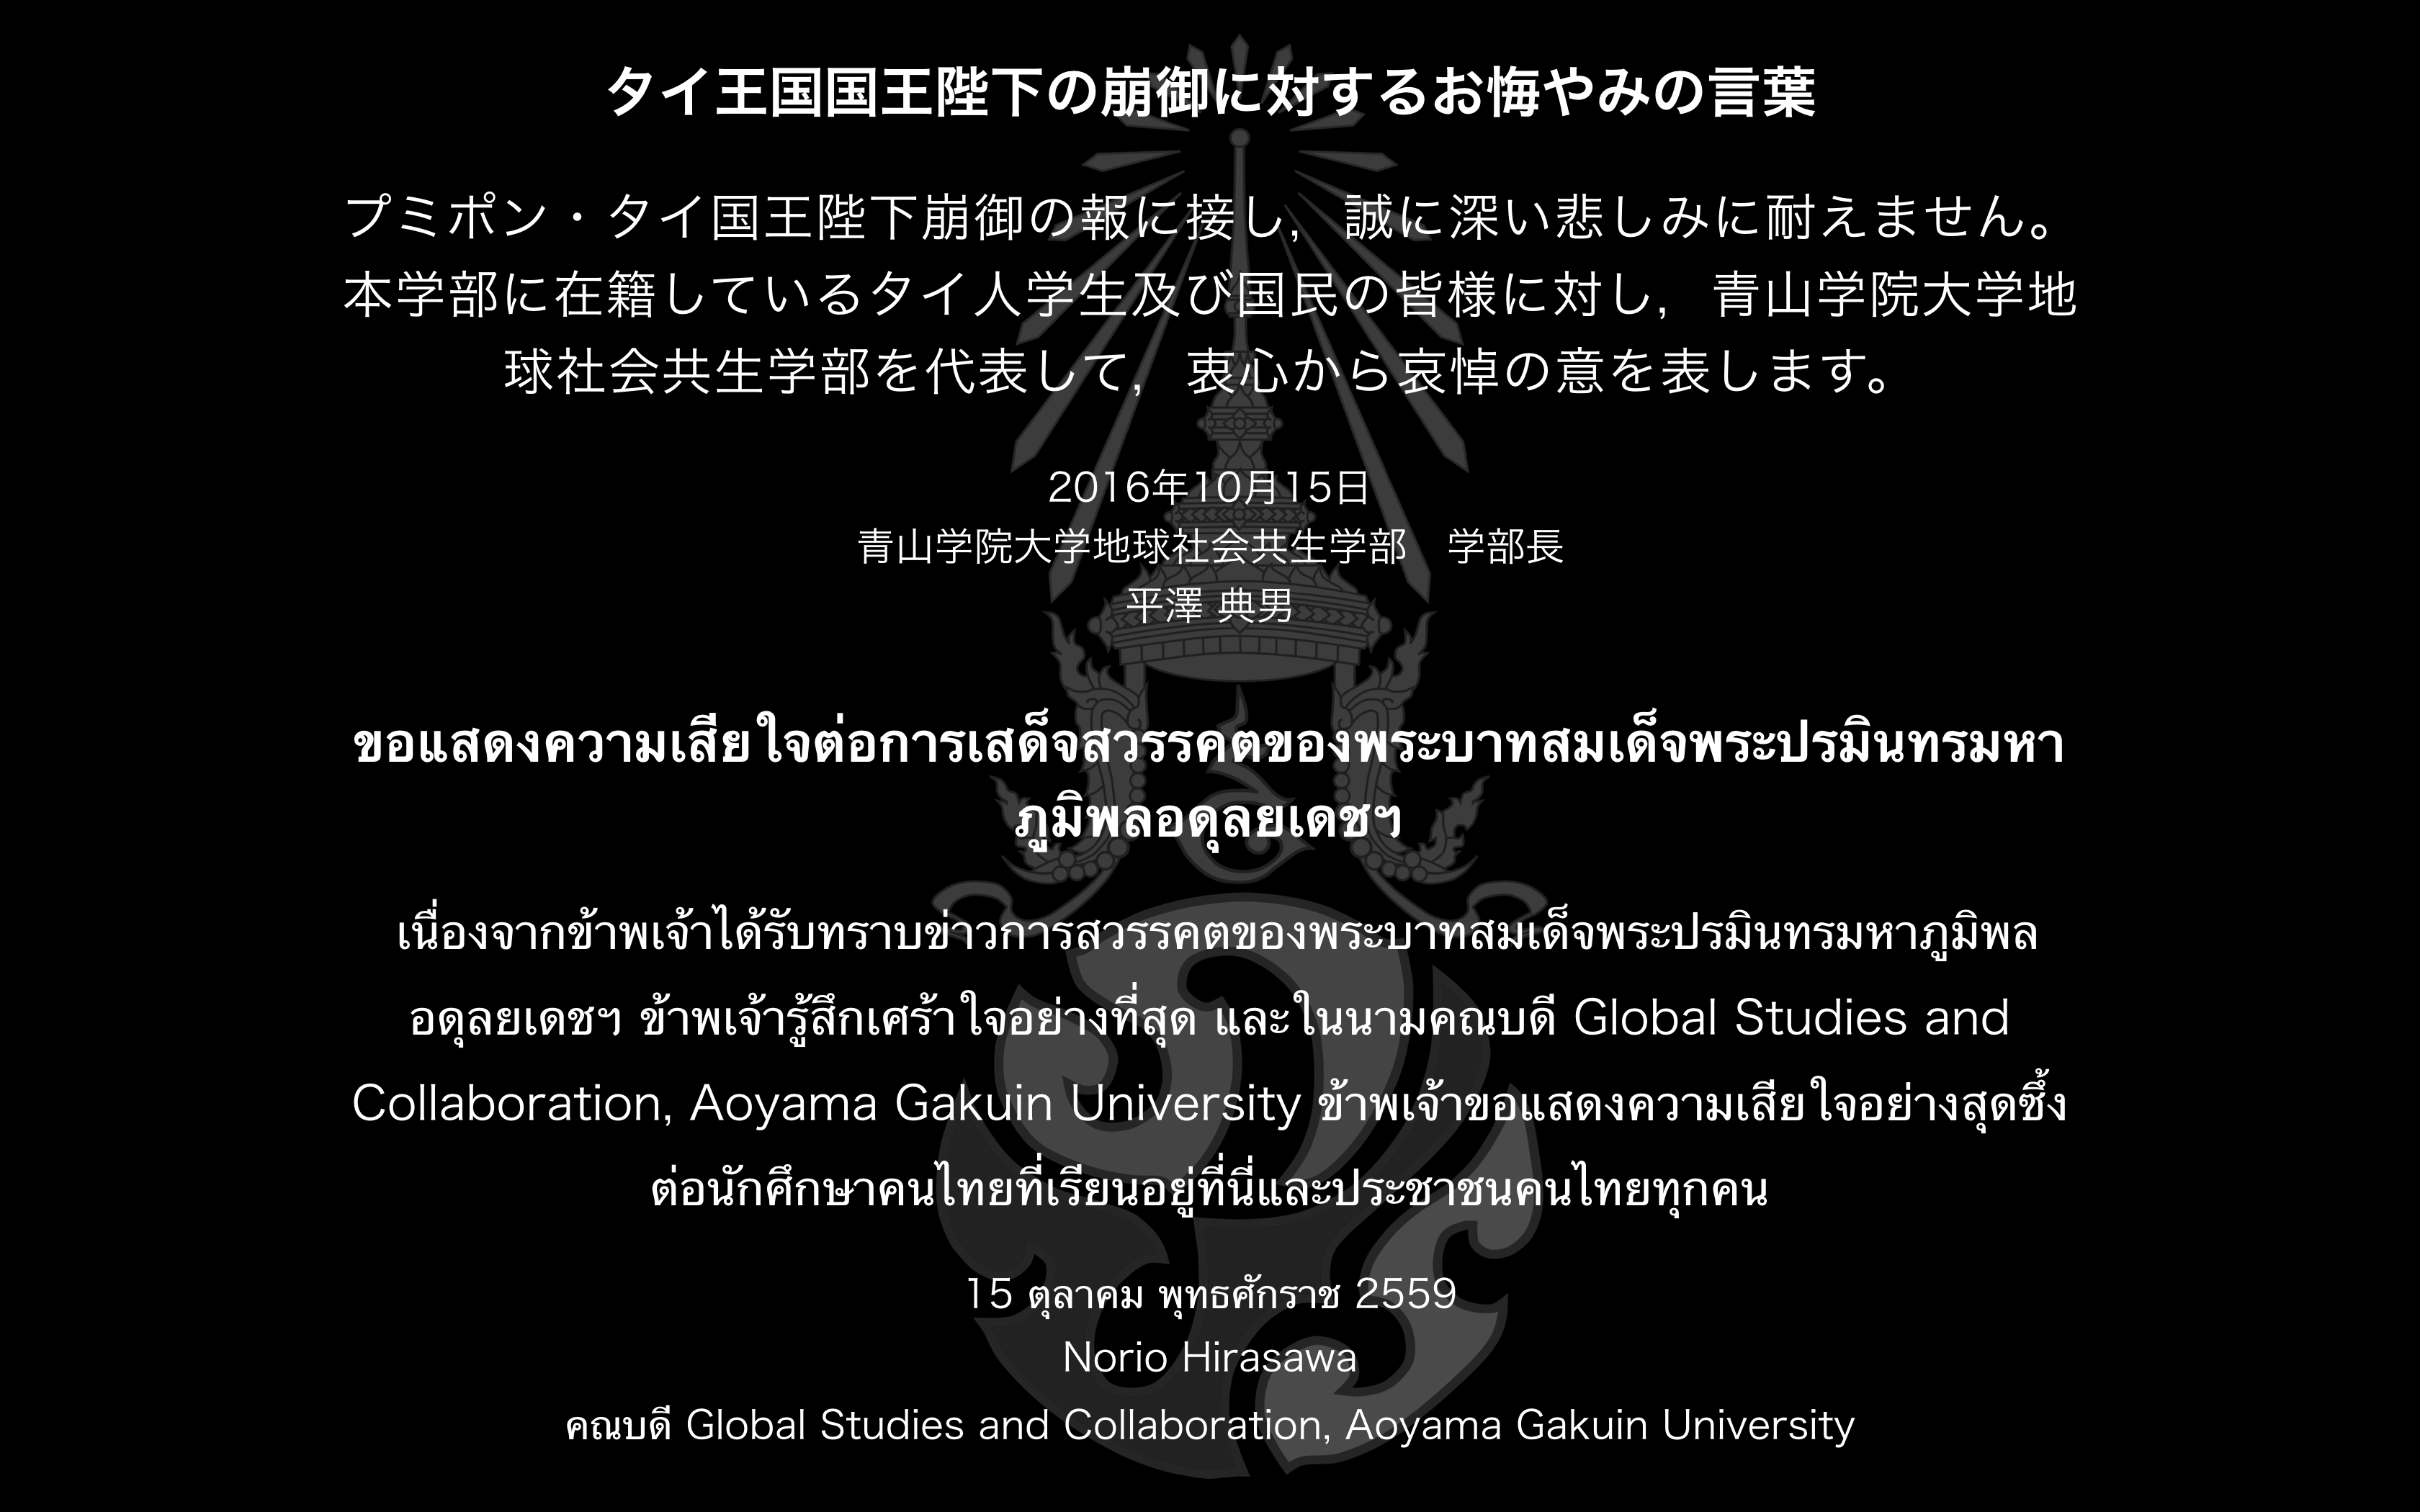 タイ王国国王陛下の崩御に対するお悔やみの言葉
プミポン・タイ国王陛下崩御の報に接し，誠に深い悲しみに耐えません。
本学部に在籍しているタイ人学生及び国民の皆様に対し，青山学院大学地
球社会共生学部を代表して，衷心から哀悼の意を表します。
2016年10月15日
青山学院大学地球社会共生学部　学部長
平澤 典男
ขอแสดงความเสียใจต่อการเสด็จสวรรคตของพระบาทสมเด็จพระปรมินทรมหา
ภูมิพลอดุลยเดชฯ
เนื่องจากข้าพเจ้าได้รับทราบข่าวการสวรรคตของพระบาทสมเด็จพระปรมินทรมหาภูมิพล
อดุลยเดชฯ ข้าพเจ้ารู้สึกเศร้าใจอย่างที่สุด และในนามคณบดี Global Studies and
Collaboration, Aoyama Gakuin University ข้าพเจ้าขอแสดงความเสียใจอย่างสุดซึ้ง
ต่อนักศึกษาคนไทยที่เรียนอยู่ที่นี่และประชาชนคนไทยทุกคน
15 ตุลาคม พุทธศักราช 2559
Norio Hirasawa
คณบดี Global Studies and Collaboration, Aoyama Gakuin University